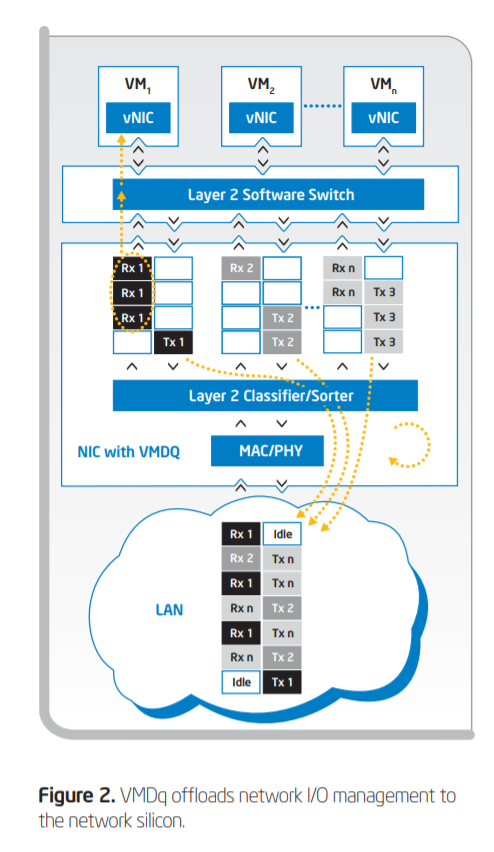 VM1 VM2 VMn
vNIC vNIC vNIC
Layer 2 Software Switch
Rx 1 Rx 2 Rx n
Rx 1 Rx n Tx 3
Rx 1 Tx 2 Tx 3
Tx 1 Tx 2 Tx 3
Layer 2 Classifier/Sorter
NIC with VMDQ MAC/PHY
LAN
Rx 1 Idle
Rx 2 Tx n
Rx 1 Tx n
Rx n Tx 2
Rx 1 Tx n
Rx n Tx 2
Idle Tx 1
Figure 2. VMDq offloads network I/O management to
the network silicon.